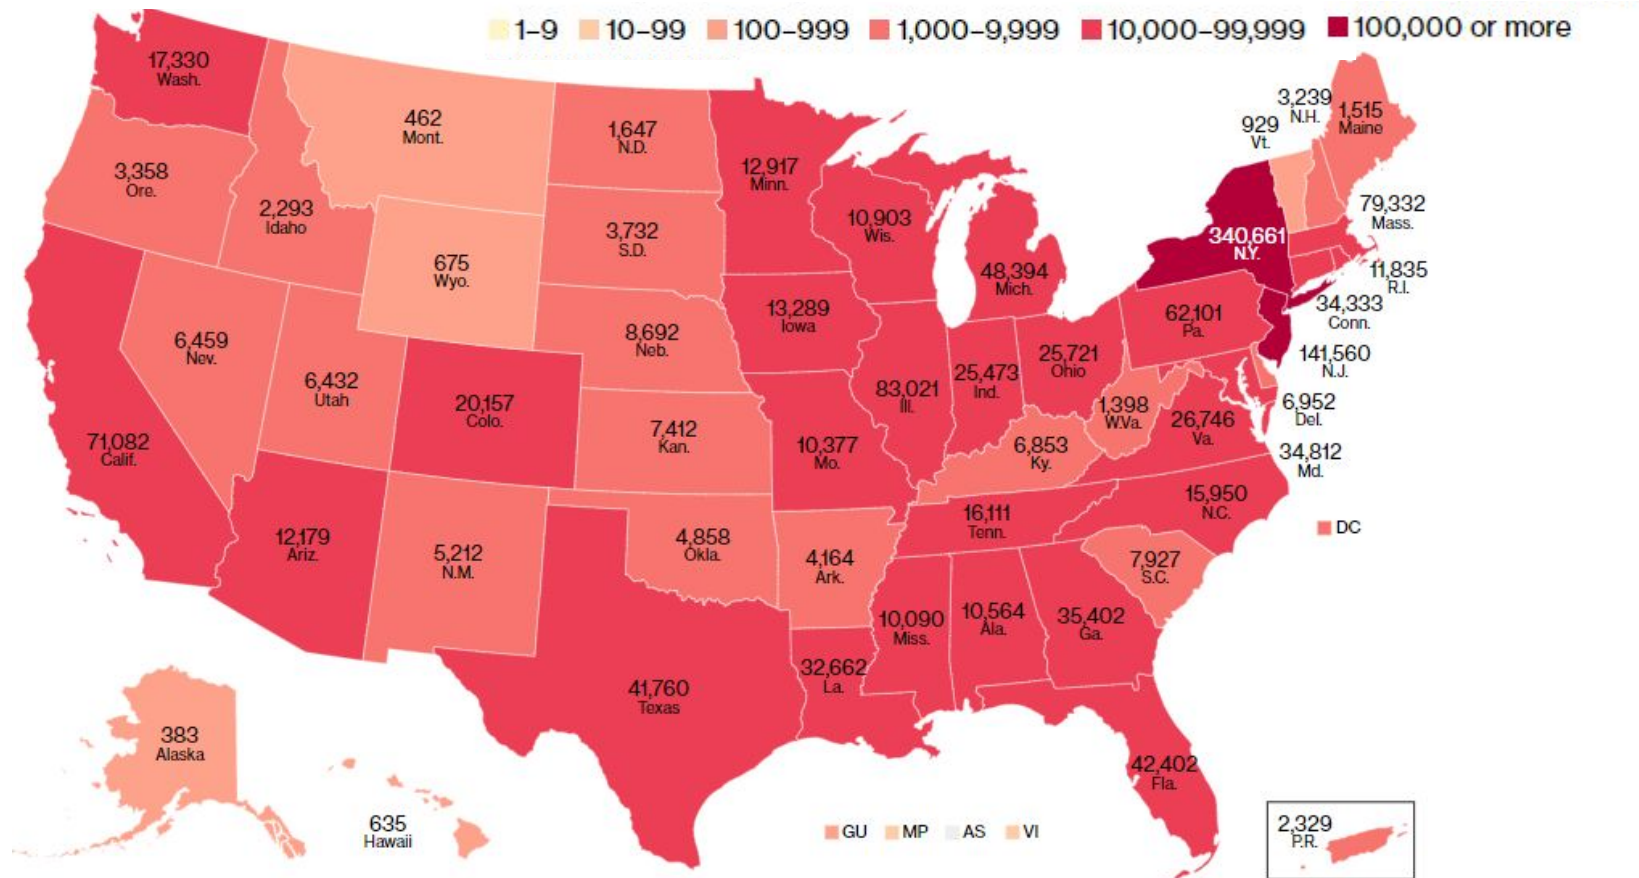 1–9 10–99 100–999 1,000–9,999 10,000–99,999 100,000 or more
17,330
Wash.
462
Mont.
1,647
N.D.
12,917
Minn.
929
Vt.
3,239
N.H.
1,515
Maine
3,358
Ore.
2,293
Idaho
675
Wyo.
3,732
S.D.
10,903
Wis.
48,394
Mich.
340,661
N.Y.
79,332
Mass.
11,835
R.I.
34,333
Conn.
6,459
Nev.
6,432
Utah
20,157
Colo.
8,692
Neb.
13,289
Iowa
83,021
Ill.
25,473
Ind.
25,721
Ohio
62,101
Pa.
141,560
N.J.
6,952
Del.
34,812
Md.
71,082
Calif.
7,412
Kan.
10,377
Mo.
6,853
Ky.
1,398
W.Va.
26,746
Va.
12,179
Ariz.
5,212
N.M.
4,858
Okla.
4,164
Ark.
16,111
Tenn.
15,950
N.C.
DC
7,927
S.C.
41,760
Texas
32,662
La.
10,090
Miss.
10,564
Ala.
35,402
Ga.
42,402
Fla.
383
Alaska
635
Hawaii
GU MP AS VI
2,329
P.R.